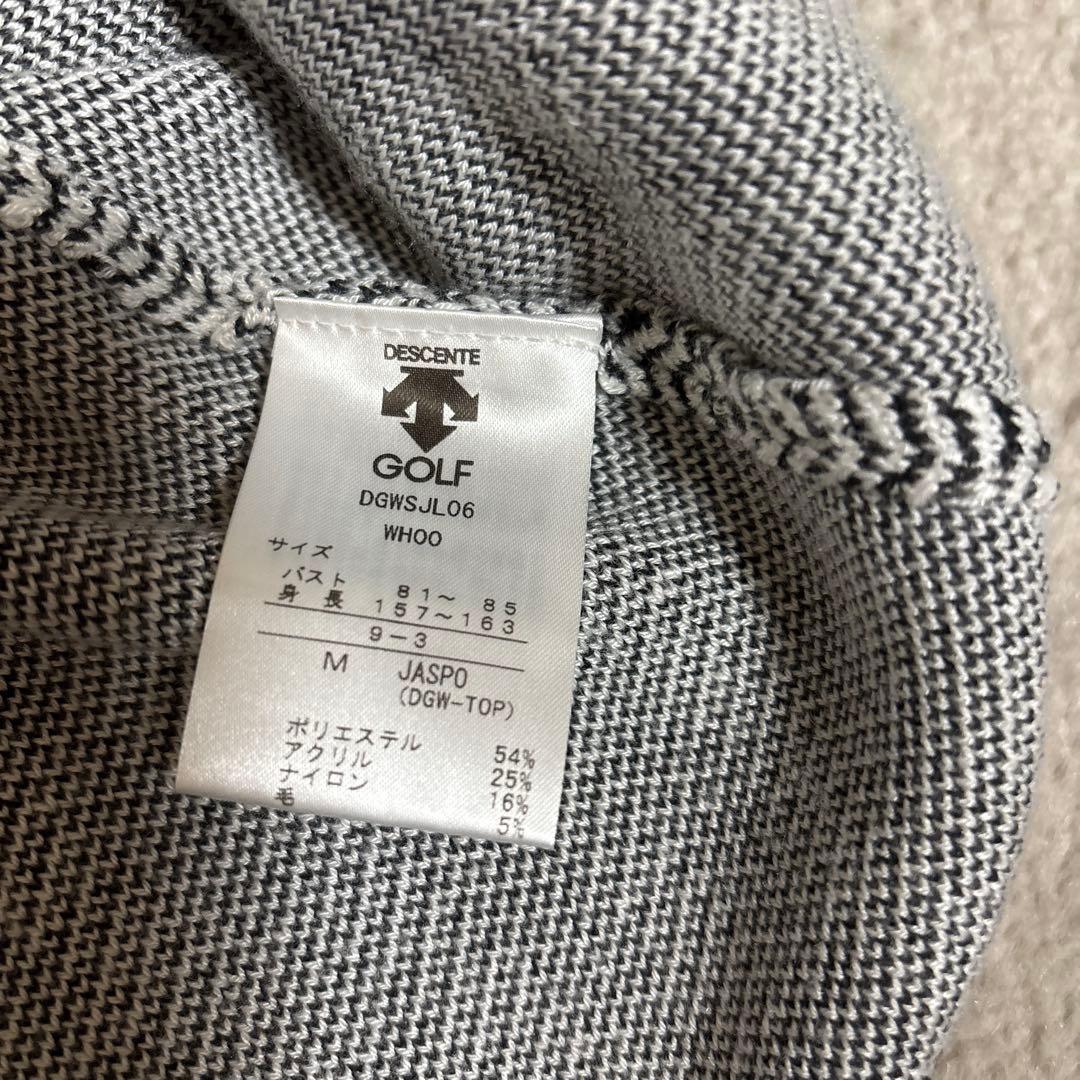 DESCENTE
GOLF
DGWSJL06
WH00
サイズ
バスト 81〜 85
身 長 157〜163
9－3
M JASPO
(DGW-TOP)
ポリエステル 54%
アクリル 25%
ナイロン 16%
毛 5%